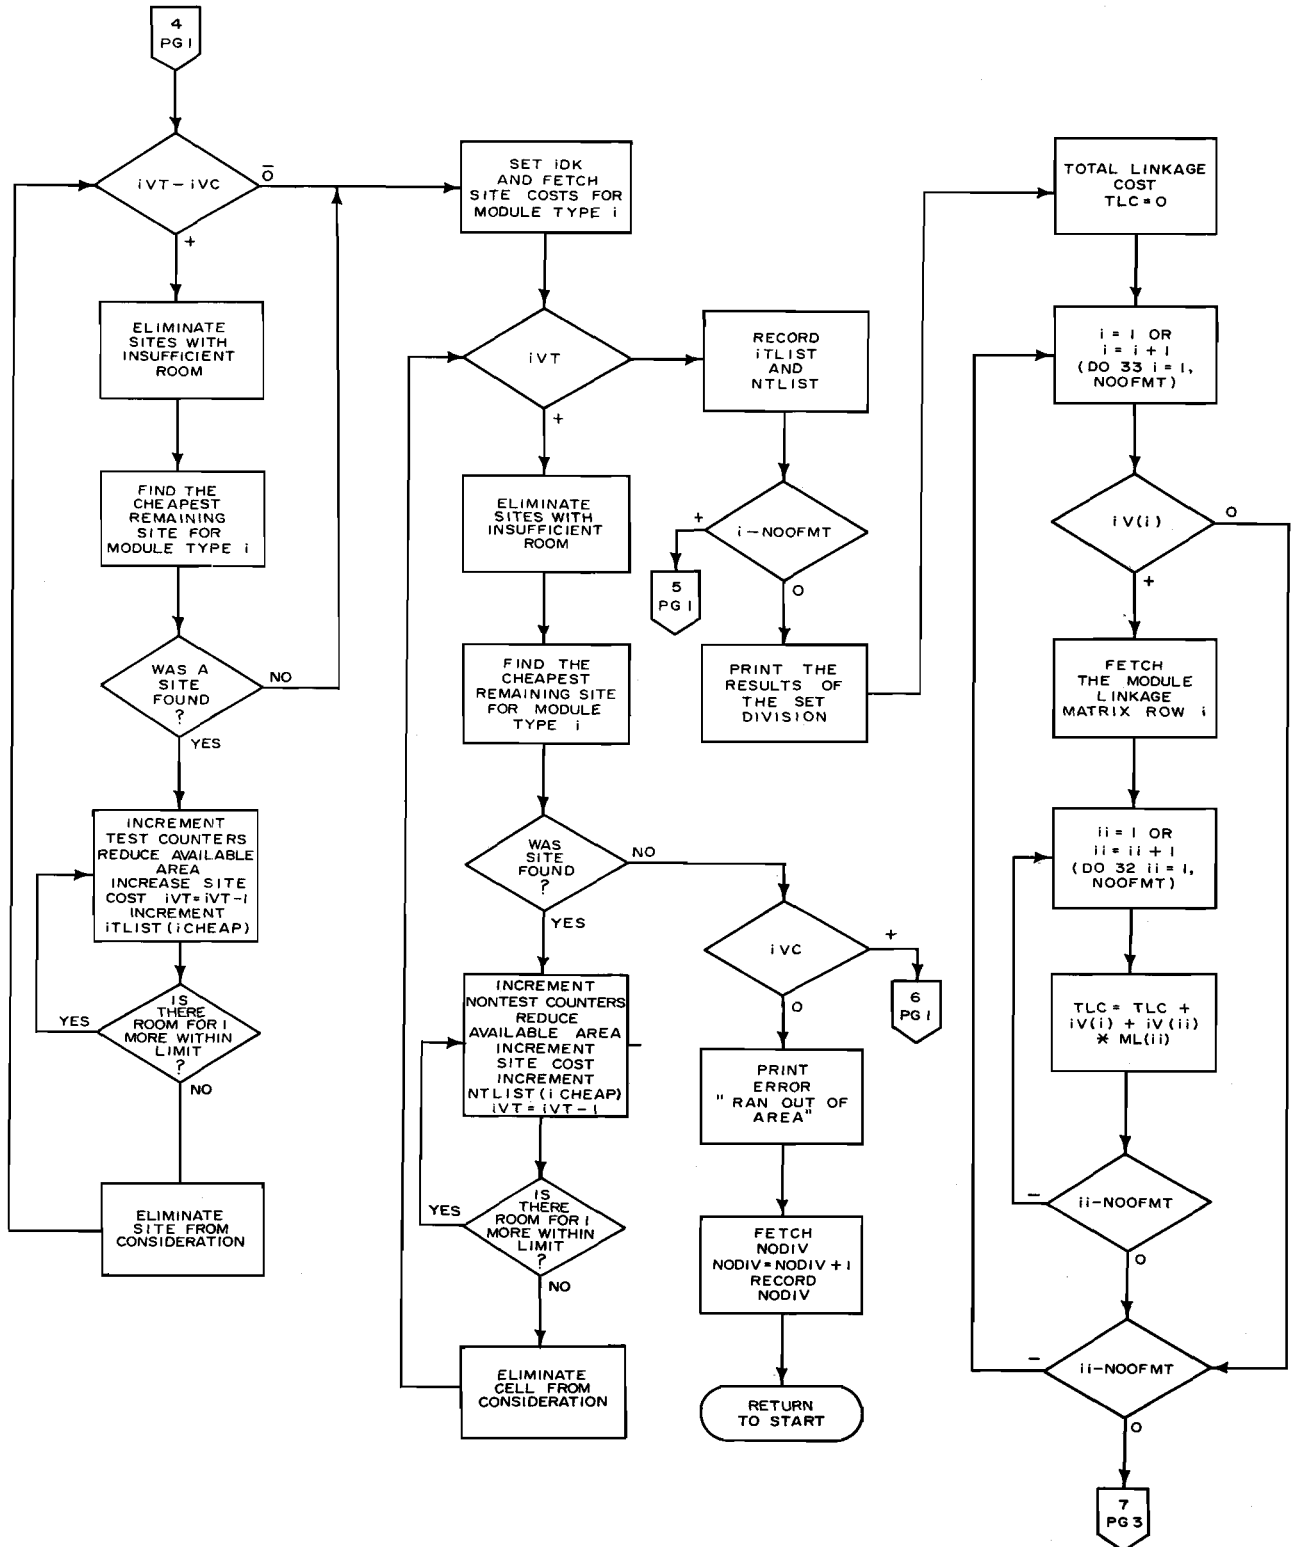 4
PG 1
iVT-iVC
–
O
+
ELIMINATE
SITES WITH
INSUFFICIENT
ROOM
FIND THE
CHEAPEST
REMAINING
SITE FOR
MODULE TYPE i
WAS A
SITE
FOUND
?
NO
YES
INCREMENT
TEST COUNTERS
REDUCE AVAILABLE
AREA
INCREASE SITE
COST iVT=iVT-1
INCREMENT
iTLIST(iCHEAP)
IS
THERE
ROOM FOR 1
MORE WITHIN
LIMIT
?
YES
NO
ELIMINATE
SITE FROM
CONSIDERATION
SET iDK
AND FETCH
SITE COSTS FOR
MODULE TYPE i
iVT
+
ELIMINATE
SITES WITH
INSUFFICIENT
ROOM
FIND THE
CHEAPEST
REMAINING SITE
FOR MODULE
TYPE i
WAS
SITE
FOUND
?
NO
YES
INCREMENT
NONTEST COUNTERS
REDUCE
AVAILABLE AREA
INCREMENT
SITE COST
INCREMENT
NTLIST(iCHEAP)
iVT=iVT-1
IS
THERE
ROOM FOR 1
MORE WITHIN
LIMIT
?
YES
NO
ELIMINATE
CELL FROM
CONSIDERATION
RECORD
iTLIST
AND
NTLIST
i-NOOFMT
+
O
5
PG 1
PRINT THE
RESULTS OF
THE SET
DIVISION
iVC
+
O
6
PG 1
PRINT
ERROR
"RAN OUT OF
AREA"
FETCH
NODIV
NODIV=NODIV+1
RECORD
NODIV
RETURN
TO START
TOTAL LINKAGE
COST
TLC=O
i = 1 OR
i = i + 1
(DO 33 i = 1,
NOOFMT)
iV(i)
O
+
FETCH
THE MODULE
LINKAGE
MATRIX ROW i
ii = 1 OR
ii = ii + 1
(DO 32 ii = 1,
NOOFMT)
TLC = TLC +
iV(i) + iV(ii)
* ML(ii)
ii-NOOFMT
–
O
ii-NOOFMT
–
O
7
PG 3